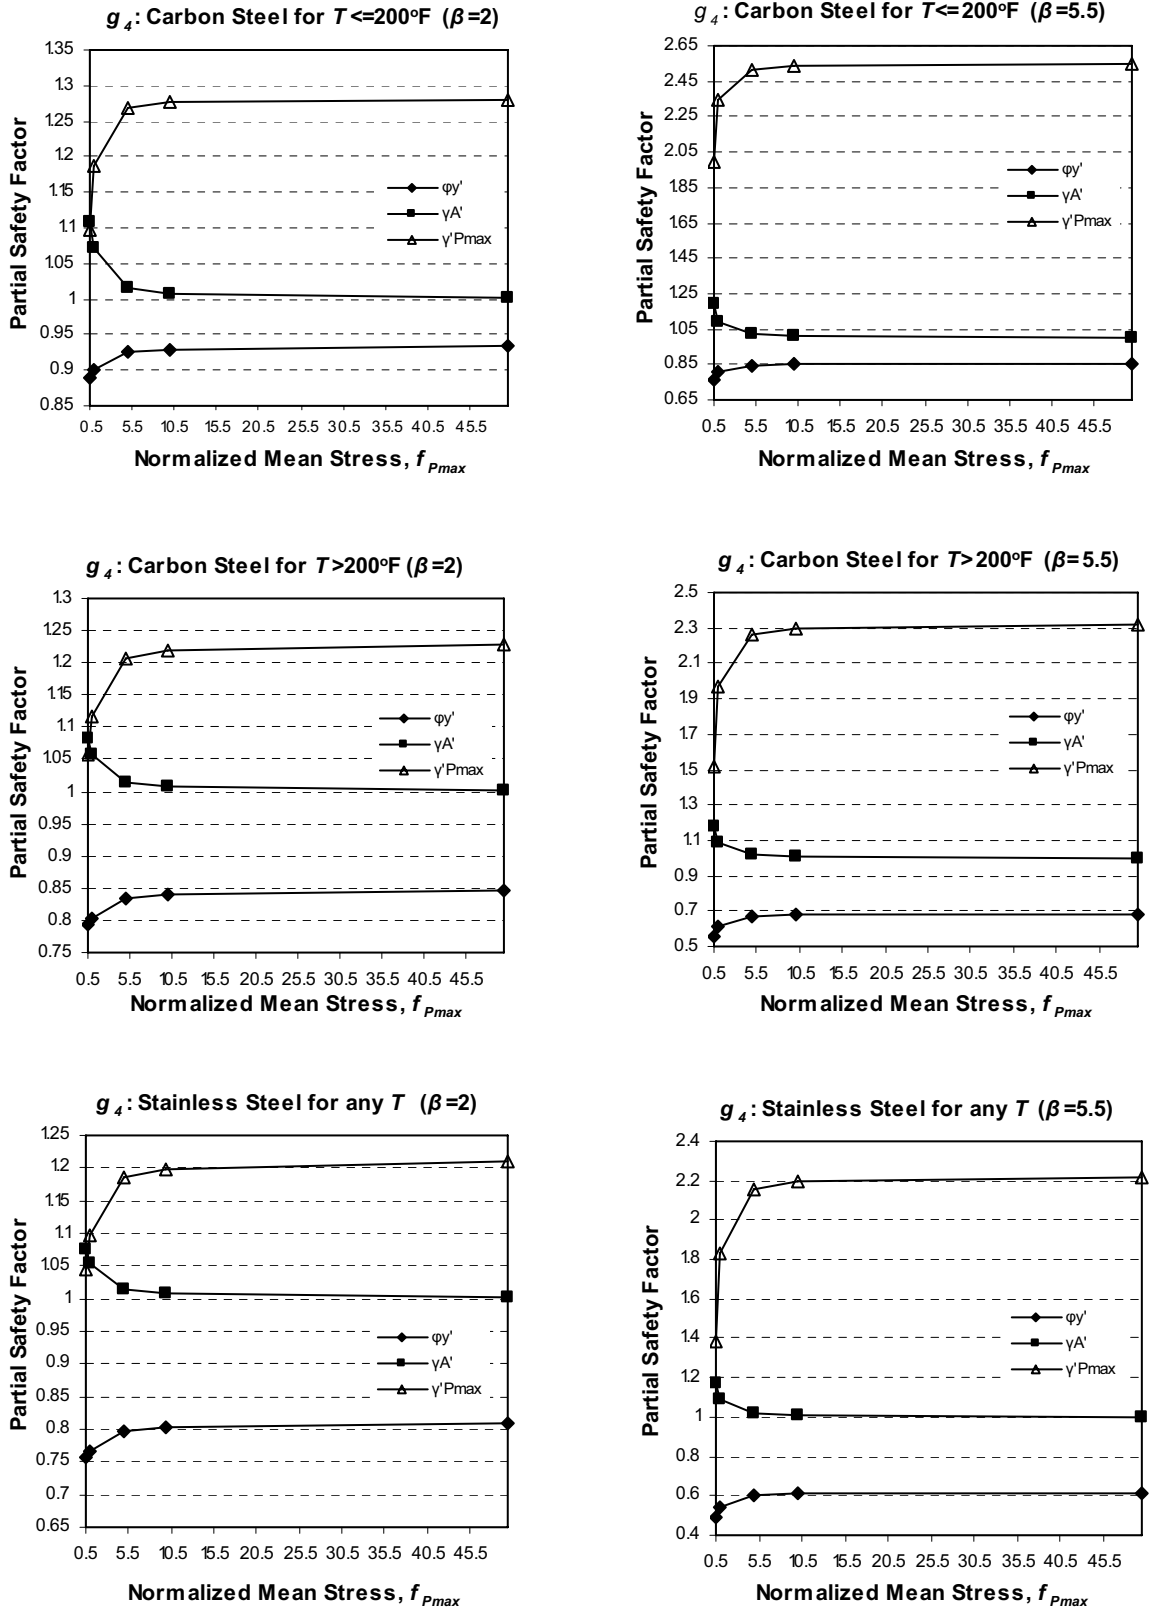 g4: Carbon Steel for T<=200ºF (β=2)
1.35
1.3
1.25
1.2
1.15
1.1
1.05
1
0.95
0.9
0.85
Partial Safety Factor
φy'
γA'
γ'Pmax
0.5 5.5 10.5 15.5 20.5 25.5 30.5 35.5 40.5 45.5
Normalized Mean Stress, fPmax
g4: Carbon Steel for T<=200ºF (β=5.5)
2.65
2.45
2.25
2.05
1.85
1.65
1.45
1.25
1.05
0.85
0.65
Partial Safety Factor
φy'
γA'
γ'Pmax
0.5 5.5 10.5 15.5 20.5 25.5 30.5 35.5 40.5 45.5
Normalized Mean Stress, fPmax
g4: Carbon Steel for T>200ºF (β=2)
1.3
1.25
1.2
1.15
1.1
1.05
1
0.95
0.9
0.85
0.8
0.75
Partial Safety Factor
φy'
γA'
γ'Pmax
0.5 5.5 10.5 15.5 20.5 25.5 30.5 35.5 40.5 45.5
Normalized Mean Stress, fPmax
g4: Carbon Steel for T>200ºF (β=5.5)
2.5
2.3
2.1
1.9
1.7
1.5
1.3
1.1
0.9
0.7
0.5
Partial Safety Factor
φy'
γA'
γ'Pmax
0.5 5.5 10.5 15.5 20.5 25.5 30.5 35.5 40.5 45.5
Normalized Mean Stress, fPmax
g4: Stainless Steel for any T (β=2)
1.25
1.2
1.15
1.1
1.05
1
0.95
0.9
0.85
0.8
0.75
0.7
0.65
Partial Safety Factor
φy'
γA'
γ'Pmax
0.5 5.5 10.5 15.5 20.5 25.5 30.5 35.5 40.5 45.5
Normalized Mean Stress, fPmax
g4: Stainless Steel for any T (β=5.5)
2.4
2.2
2
1.8
1.6
1.4
1.2
1
0.8
0.6
0.4
Partial Safety Factor
φy'
γA'
γ'Pmax
0.5 5.5 10.5 15.5 20.5 25.5 30.5 35.5 40.5 45.5
Normalized Mean Stress, fPmax